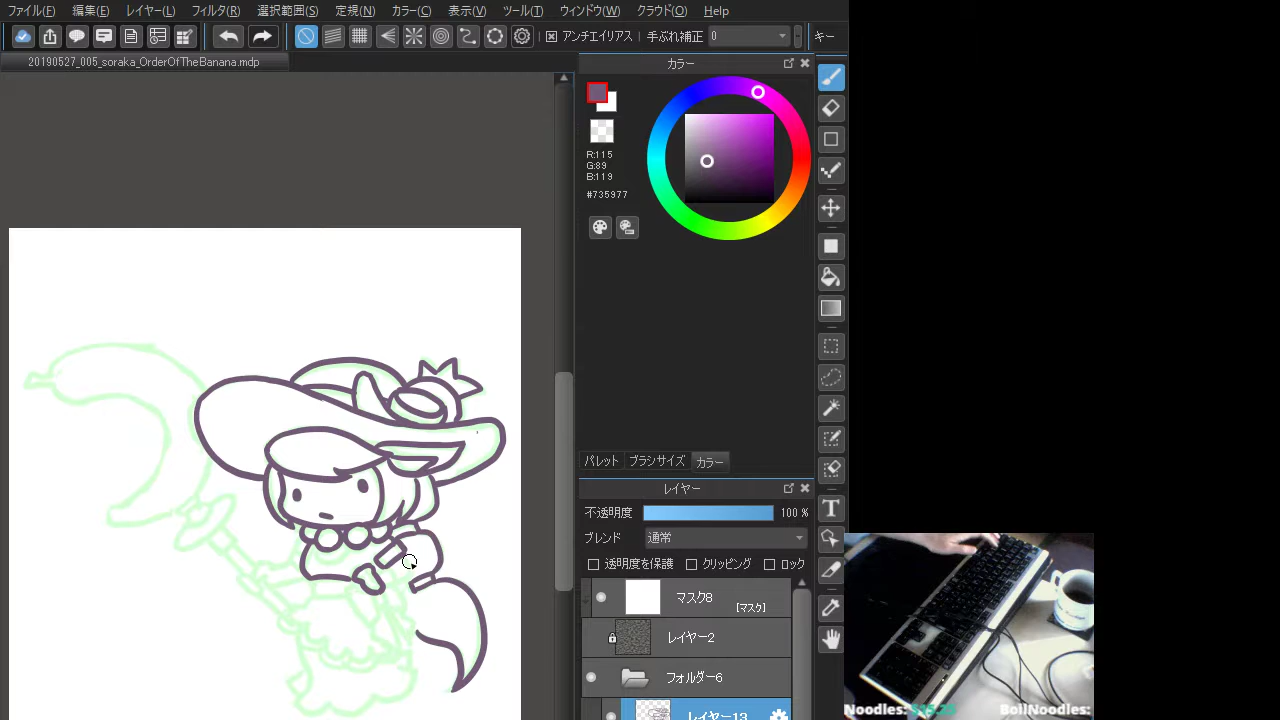 ファイル(F) 編集(E) レイヤー(L) フィルタ(R) 選択範囲(S) 定規(N) カラー(C) 表示(V) ツール(T) ウィンドウ(W) クラウド(O) Help
アンチエイリアス 手ぶれ補正 0 キー
20190527_005_soraka_OrderOfTheBanana.mdp
カラー
R:115
G:89
B:119
#735977
パレット ブラシサイズ カラー
レイヤー
不透明度 100 %
ブレンド 通常
透明度を保護 クリッピング ロック
マスク8
[マスク]
レイヤー2
フォルダー6
レイヤー13
T
Noodles: BollNoodles: